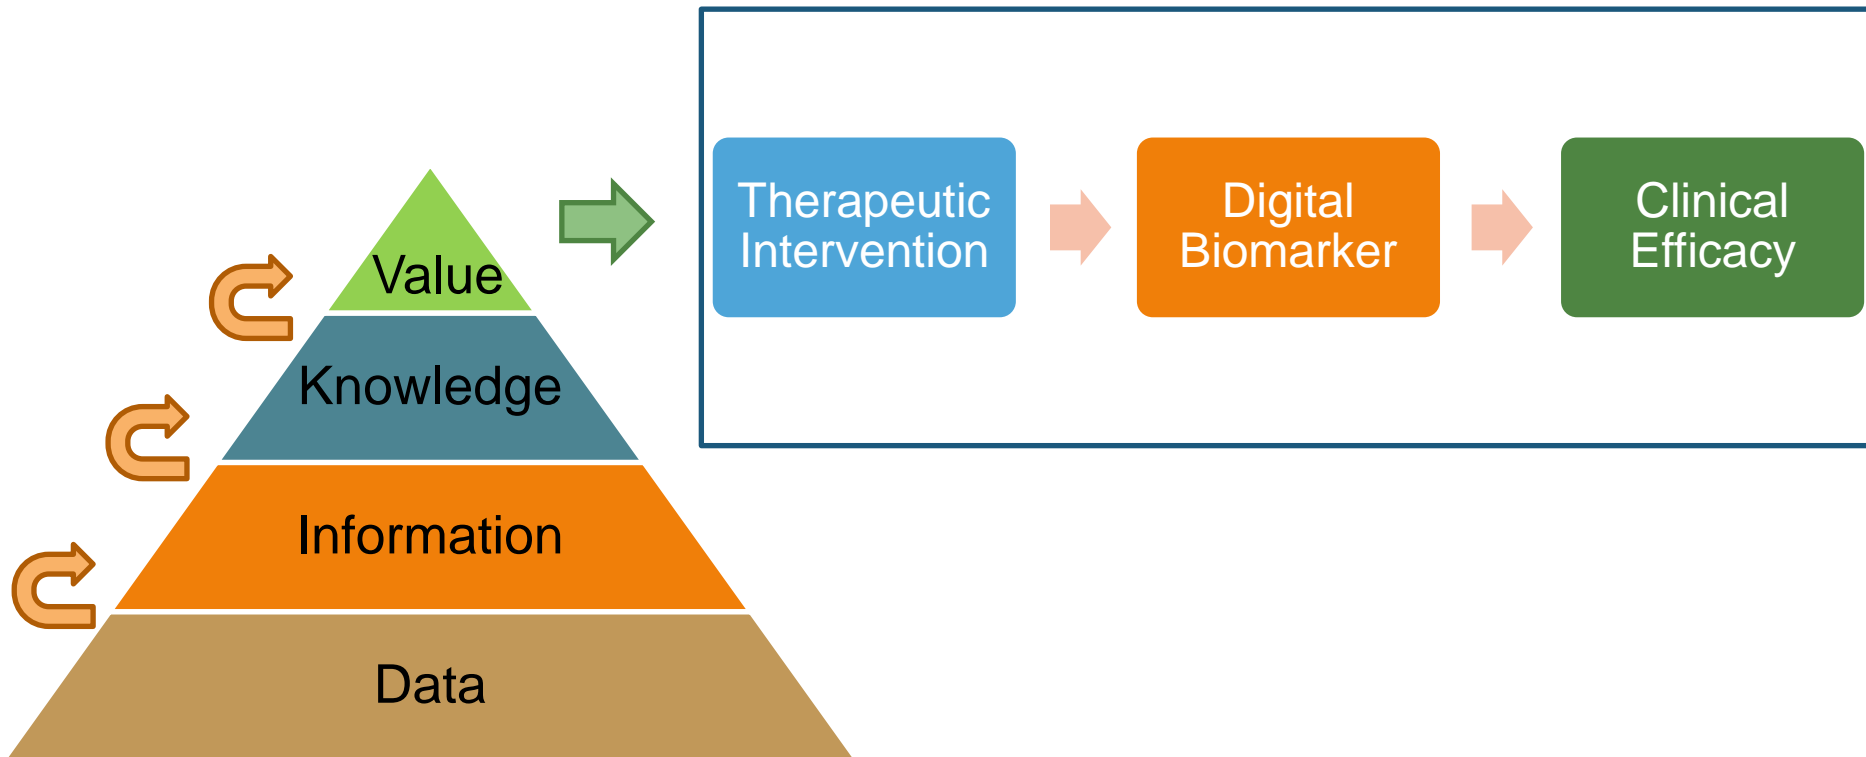 Value
Knowledge
Information
Data
Therapeutic
Intervention
Digital
Biomarker
Clinical
Efficacy